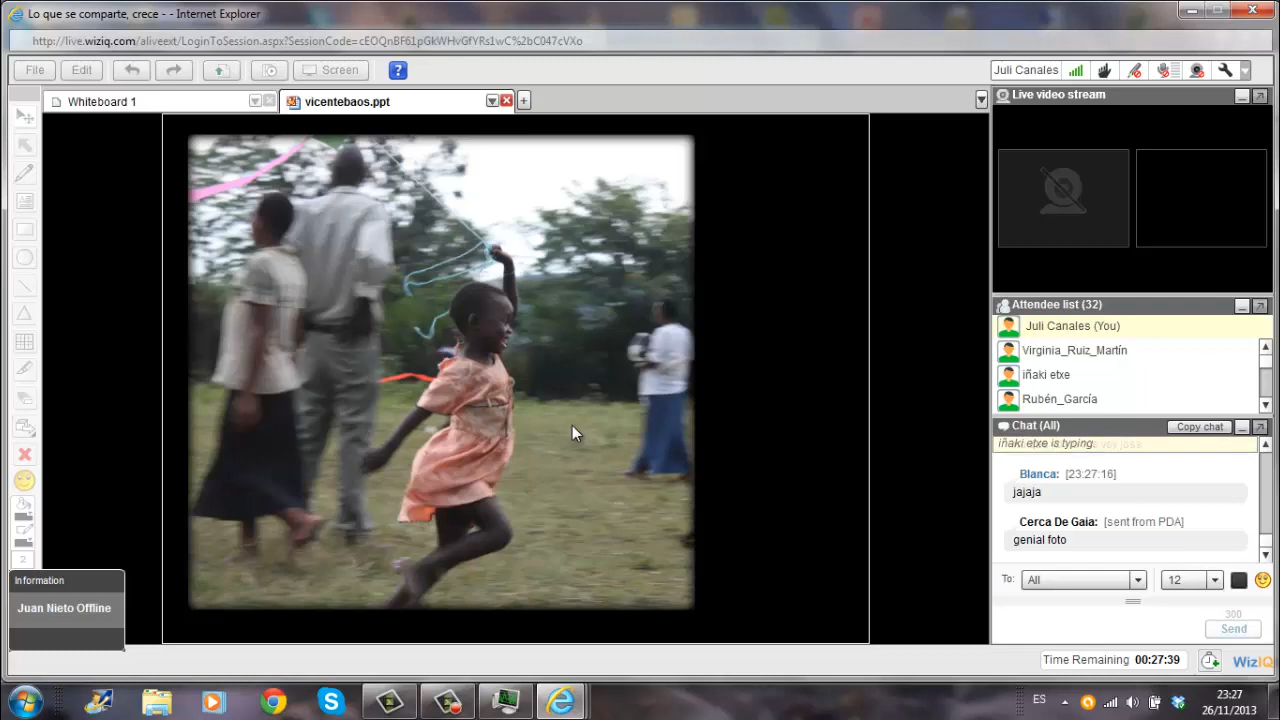 Lo que se comparte, crece - - Internet Explorer
http://live.wiziq.com/aliveext/LoginToSession.aspx?SessionCode=cEOQnBF61pGkWHvGfYRs1wC%2bC047cVXo
File Edit Screen ? Juli Canales
Whiteboard 1 vicentebaos.ppt
Live video stream
Attendee list (32)
Juli Canales (You)
Virginia_Ruiz_Martín
iñaki etxe
Rubén_García
Chat (All) Copy chat
iñaki etxe is typing.
Blanca: [23:27:16]
jajaja
Cerca De Gaia: [sent from PDA]
genial foto
To: All 12
300
Send
2
Information
Juan Nieto Offline
Time Remaining 00:27:39 WizIQ
ES 23:27
26/11/2013